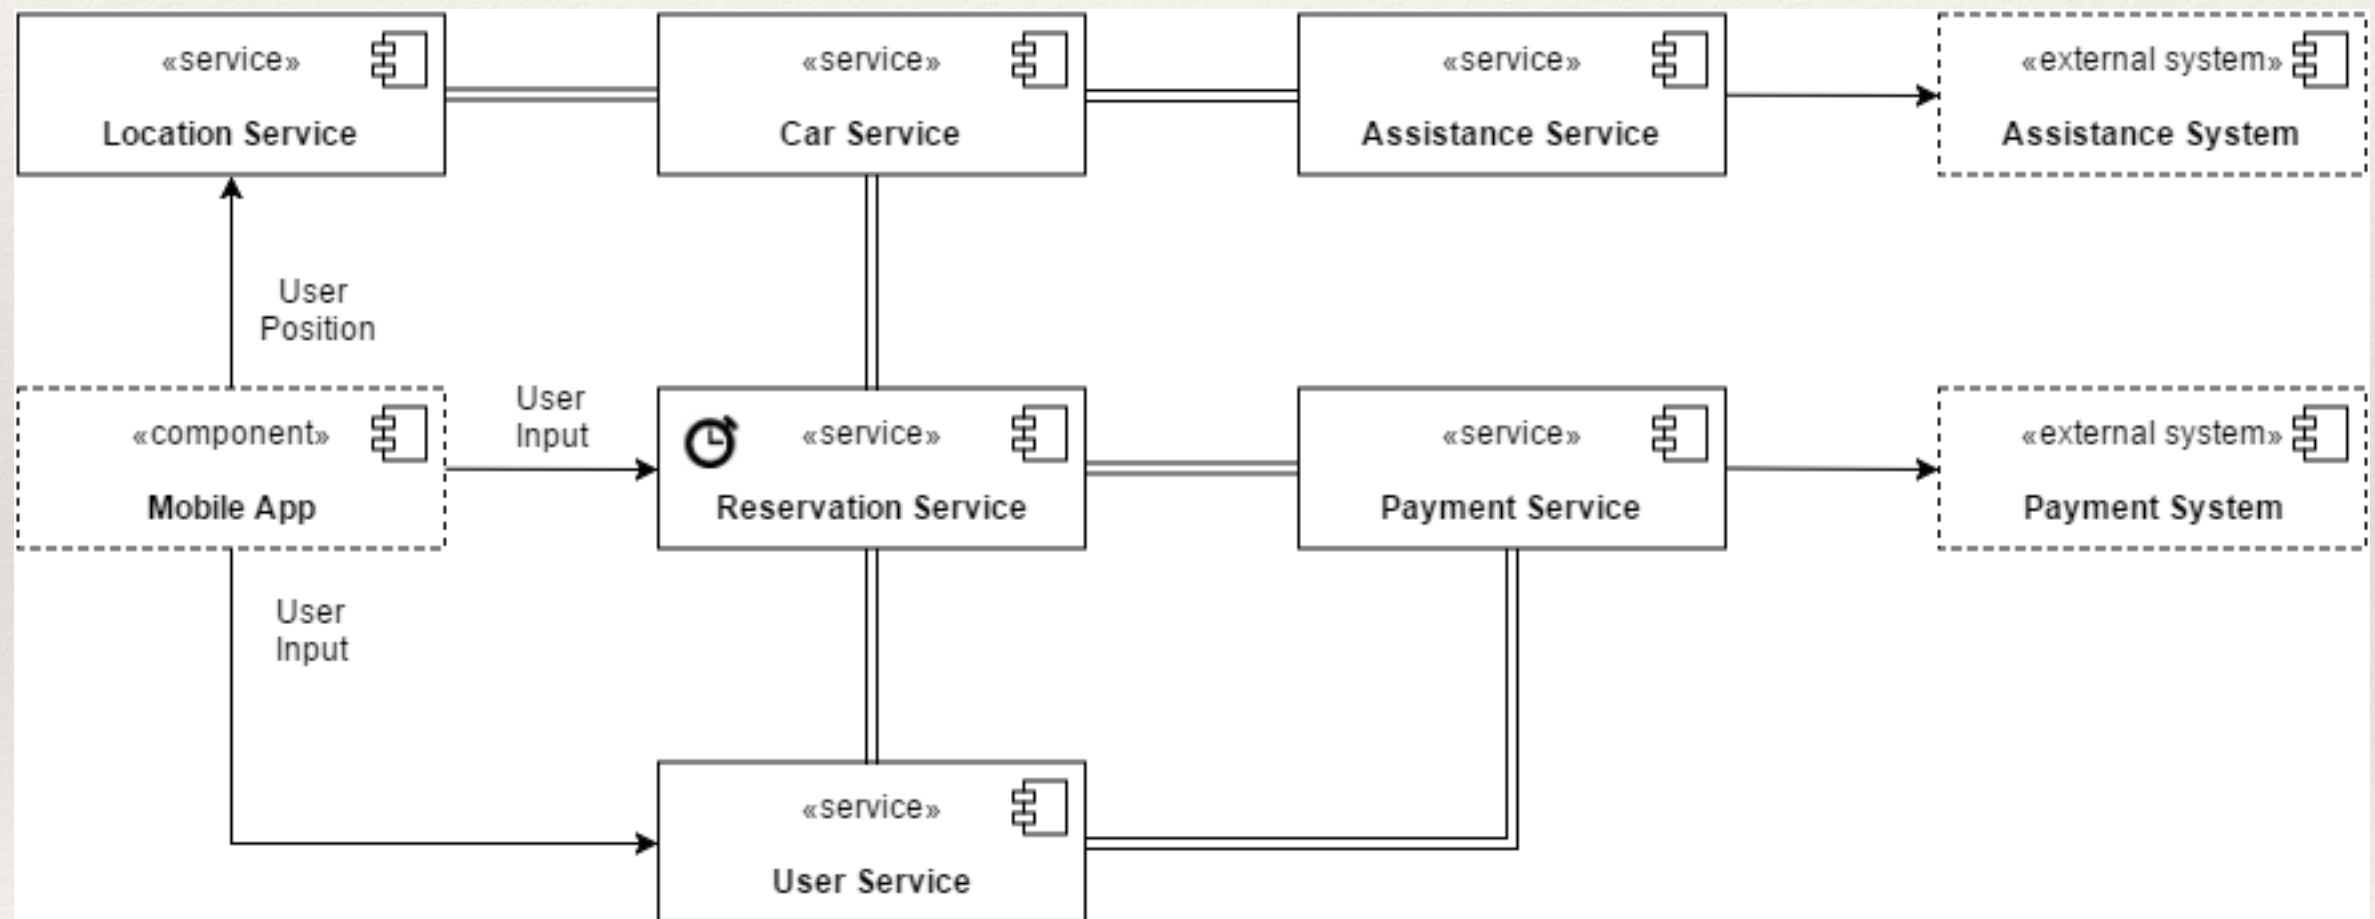 «service»
Location Service
«service»
Car Service
«service»
Assistance Service
«external system»
Assistance System
User
Position
«component»
Mobile App
User
Input
«service»
Reservation Service
«service»
Payment Service
«external system»
Payment System
User
Input
«service»
User Service